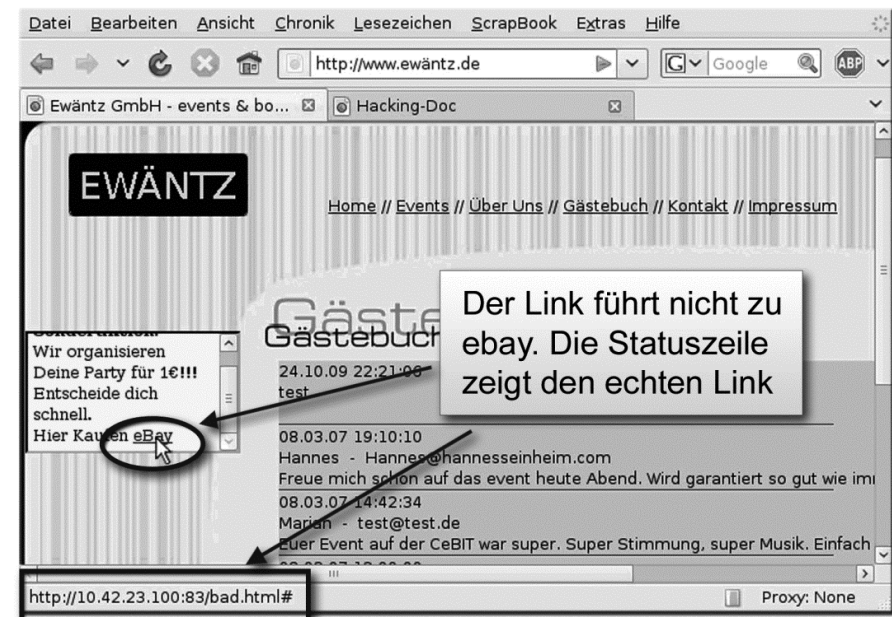 Datei Bearbeiten Ansicht Chronik Lesezeichen ScrapBook Extras Hilfe
http://www.ewäntz.de
G Google
ABP
Ewäntz GmbH - events & bo...
Hacking-Doc
EWÄNTZ
Home // Events // Über Uns // Gästebuch // Kontakt // Impressum
Gäste
Gästebuch
Der Link führt nicht zu
ebay. Die Statuszeile
zeigt den echten Link
Wir organisieren
Deine Party für 1€!!!
Entscheide dich
schnell.
Hier Kaufen eBay
24.10.09 22:21:06
test
08.03.07 19:10:10
Hannes - Hannes@hannesseinheim.com
Freue mich schon auf das event heute Abend. Wird garantiert so gut wie imm
08.03.07 14:42:34
Marian - test@test.de
Euer Event auf der CeBIT war super. Super Stimmung, super Musik. Einfach
http://10.42.23.100:83/bad.html#
Proxy: None